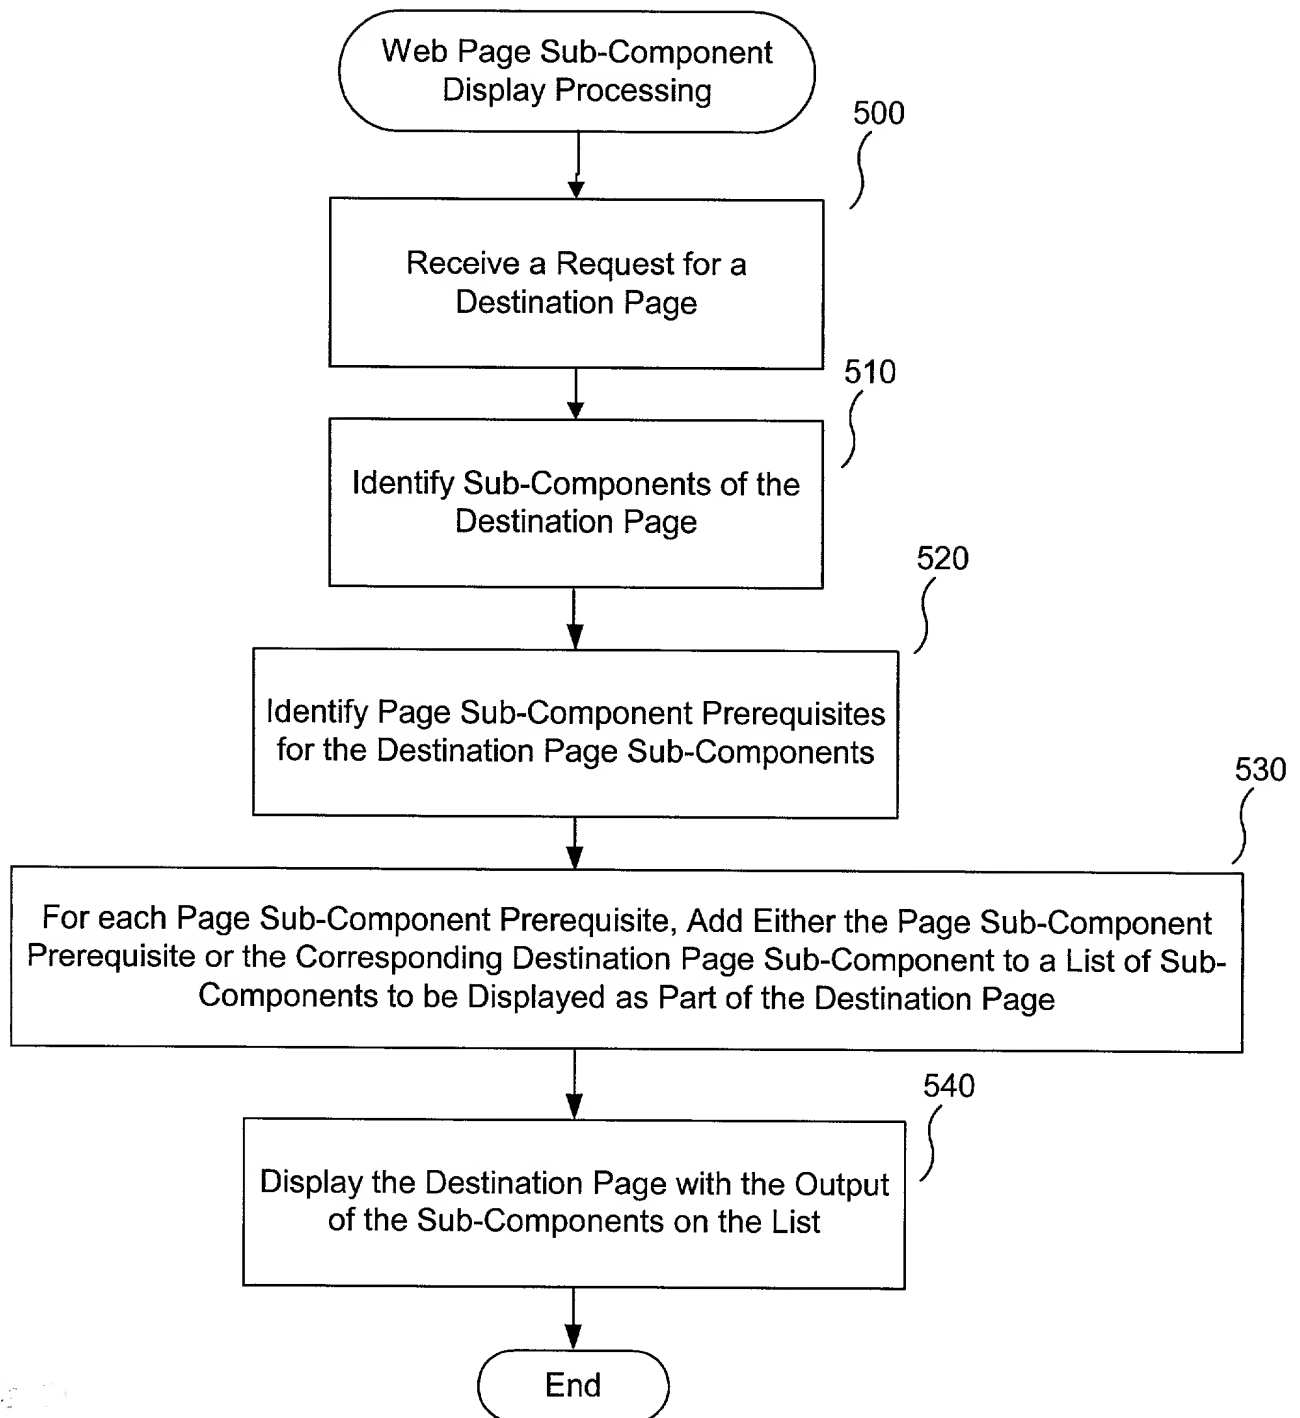 Web Page Sub-Component
Display Processing
500
Receive a Request for a
Destination Page
510
Identify Sub-Components of the
Destination Page
520
Identify Page Sub-Component Prerequisites
for the Destination Page Sub-Components
530
For each Page Sub-Component Prerequisite, Add Either the Page Sub-Component
Prerequisite or the Corresponding Destination Page Sub-Component to a List of Sub-
Components to be Displayed as Part of the Destination Page
540
Display the Destination Page with the Output
of the Sub-Components on the List
End